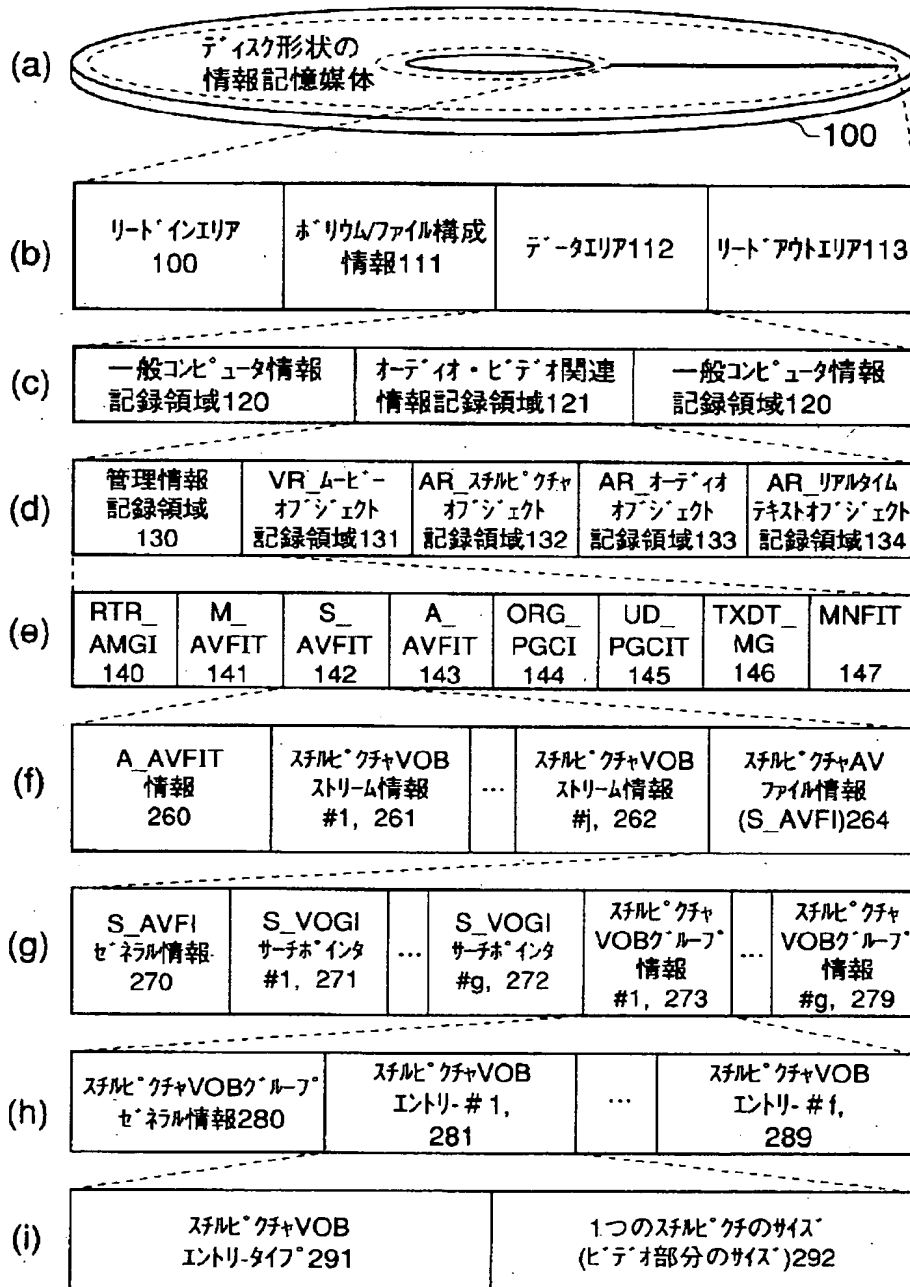 (a)
ディスク形状の
情報記憶媒体
100
(b)
リードインエリア
100
ボリウム/ファイル構成
情報111
データエリア112
リードアウトエリア113
(c)
一般コンピュータ情報
記録領域120
オーディオ・ビデオ関連
情報記録領域121
一般コンピュータ情報
記録領域120
(d)
管理情報
記録領域
130
VR_ムービー
オブジェクト
記録領域131
AR_スチルピクチャ
オブジェクト
記録領域132
AR_オーディオ
オブジェクト
記録領域133
AR_リアルタイム
テキストオブジェクト
記録領域134
(e)
RTR_
AMGI
140
M_
AVFIT
141
S_
AVFIT
142
A_
AVFIT
143
ORG_
PGCI
144
UD_
PGCIT
145
TXDT_
MG
146
MNFIT
147
(f)
A_AVFIT
情報
260
スチルピクチャVOB
ストリーム情報
#1, 261
...
スチルピクチャVOB
ストリーム情報
#j, 262
スチルピクチャAV
ファイル情報
(S_AVFI)264
(g)
S_AVFI
ゼネラル情報
270
S_VOGI
サーチポインタ
#1, 271
...
S_VOGI
サーチポインタ
#g, 272
スチルピクチャ
VOBグループ
情報
#1, 273
...
スチルピクチャ
VOBグループ
情報
#g, 279
(h)
スチルピクチャVOBグループ
ゼネラル情報280
スチルピクチャVOB
エントリー#1,
281
...
スチルピクチャVOB
エントリー#f,
289
(i)
スチルピクチャVOB
エントリータイプ291
1つのスチルピクチのサイズ
(ビデオ部分のサイズ)292